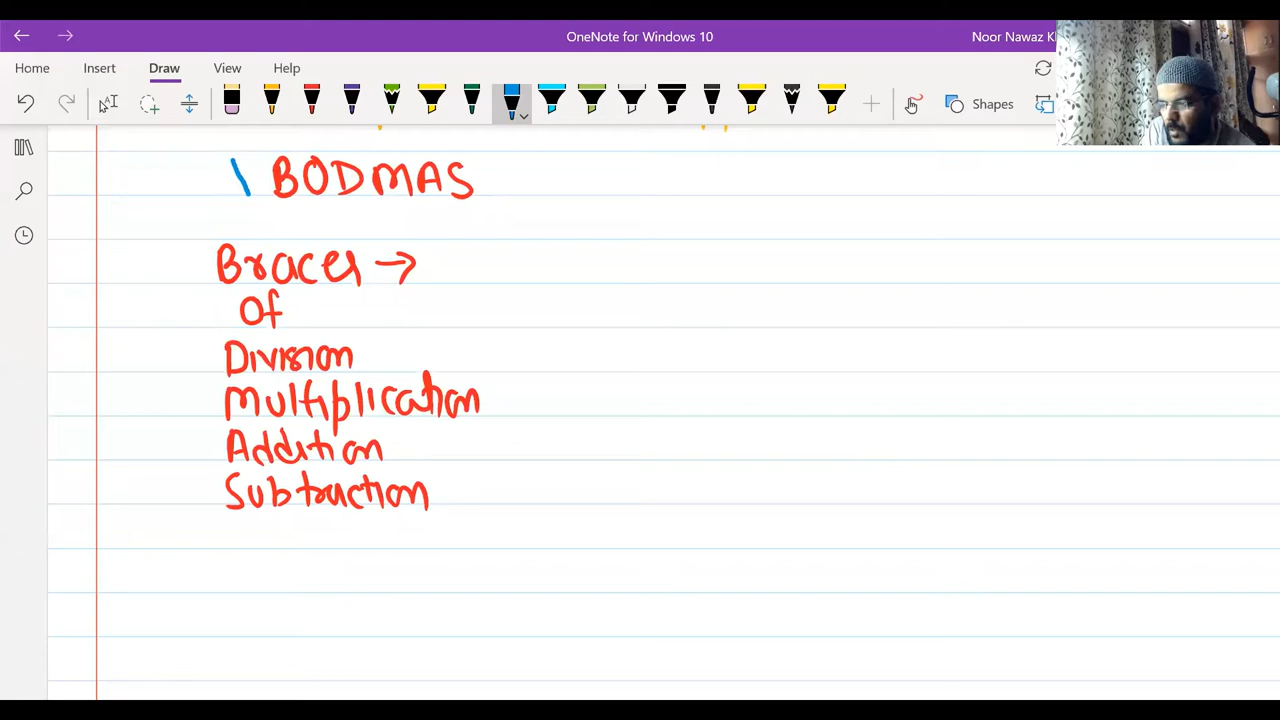 OneNote for Windows 10
Noor Nawaz K
Home Insert Draw View Help
Shapes
\ BODMAS
Braces →
Of
Division
Multiplication
Addition
Subtraction